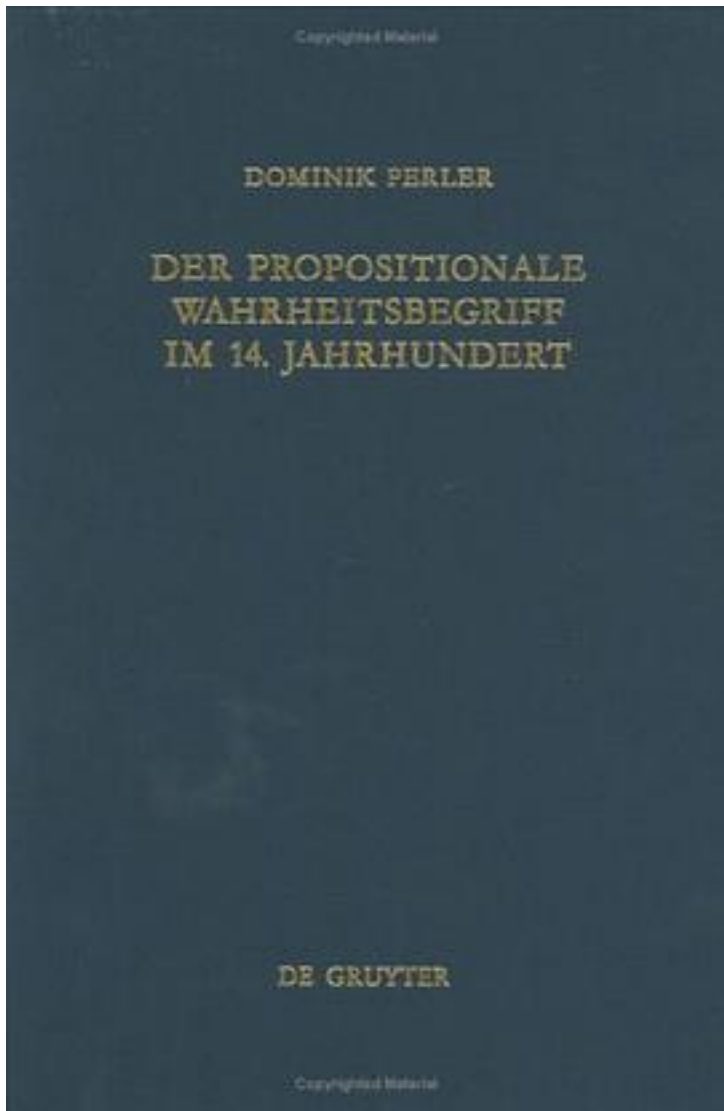 Copyrighted Material
DOMINIK PERLER
DER PROPOSITIONALE
WAHRHEITSBEGRIFF
IM 14. JAHRHUNDERT
DE GRUYTER
Copyrighted Material